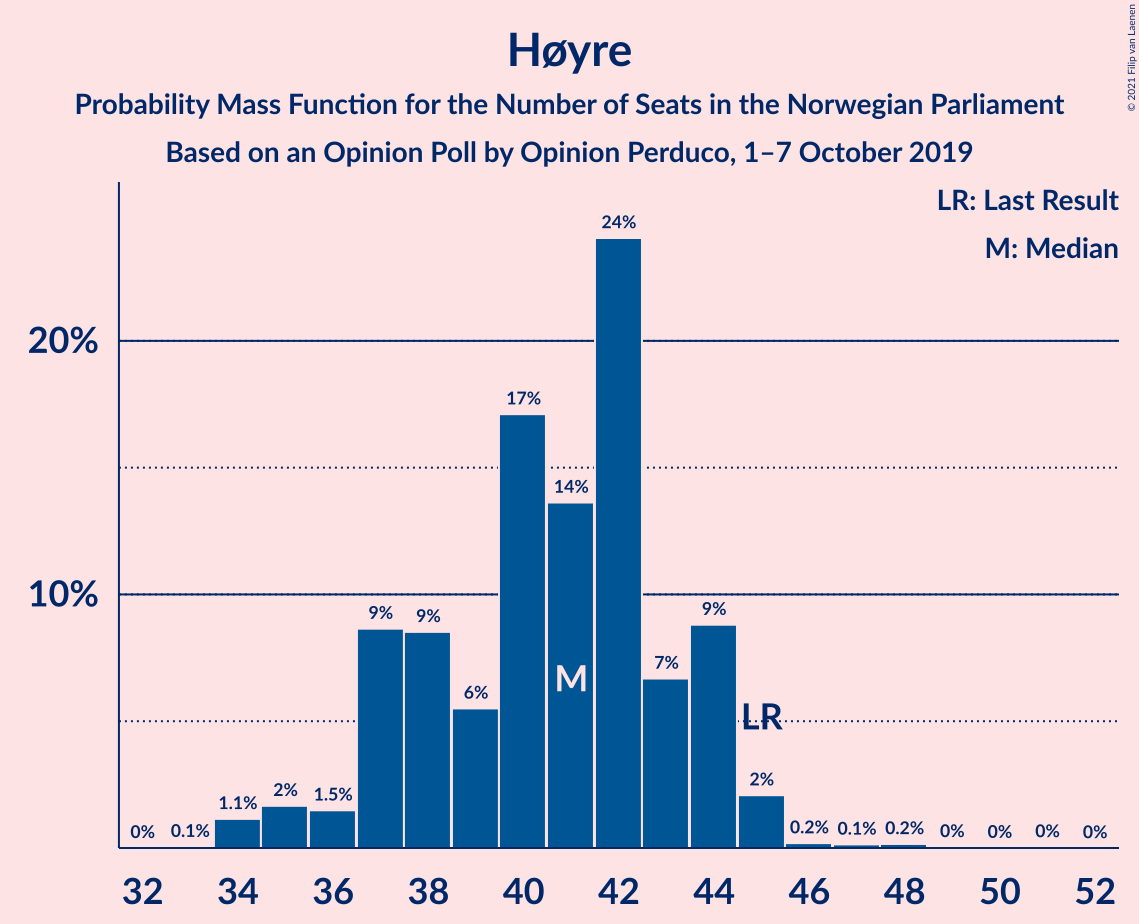 Høyre
Probability Mass Function for the Number of Seats in the Norwegian Parliament
Based on an Opinion Poll by Opinion Perduco, 1–7 October 2019
© 2021 Filip van Laenen
LR: Last Result
M: Median
20%
10%
0%
0.1%
1.1%
2%
1.5%
9%
9%
6%
17%
14%
24%
7%
9%
2%
0.2%
0.1%
0.2%
0%
0%
0%
0%
M
LR
32 34 36 38 40 42 44 46 48 50 52